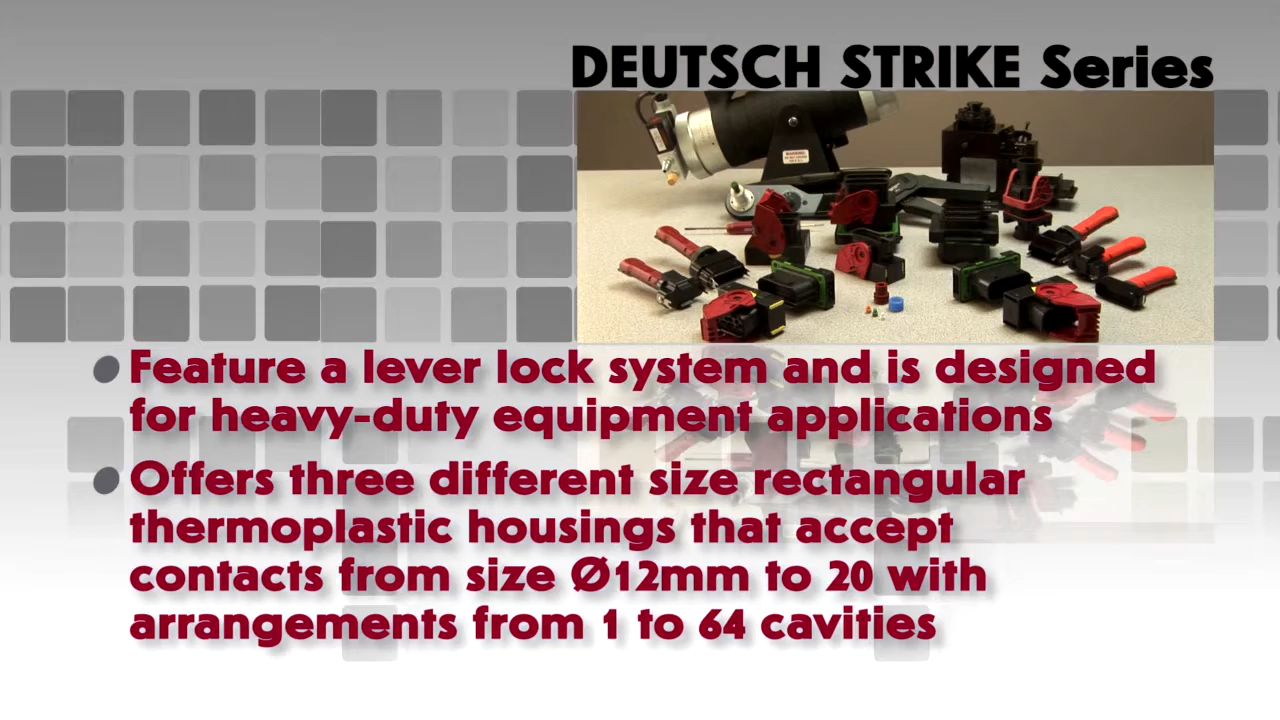 DEUTSCH STRIKE Series
Feature a lever lock system and is designed
for heavy-duty equipment applications
Offers three different size rectangular
thermoplastic housings that accept
contacts from size Ø12mm to 20 with
arrangements from 1 to 64 cavities